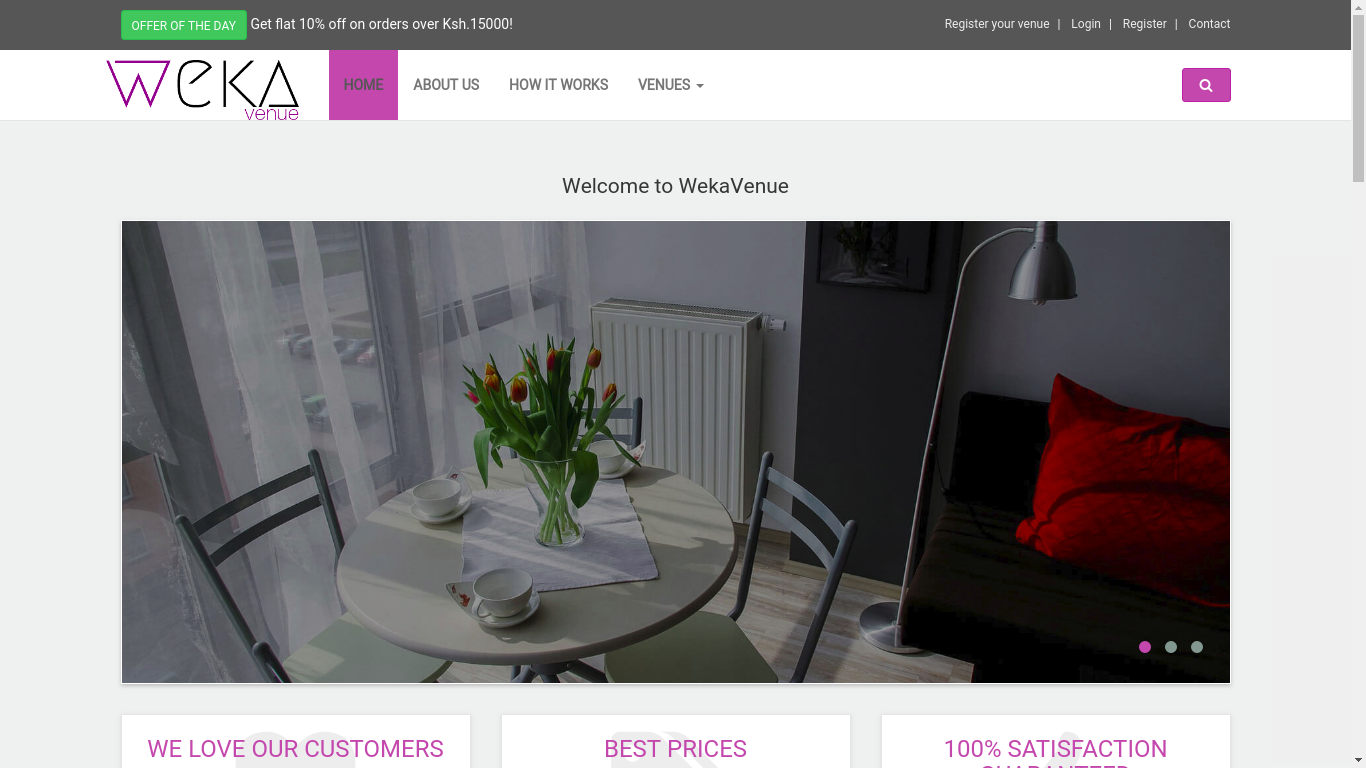 OFFER OF THE DAY Get flat 10% off on orders over Ksh.15000!
Register your venue | Login | Register | Contact
WEKA
venue
HOME ABOUT US HOW IT WORKS VENUES
Welcome to WekaVenue
WE LOVE OUR CUSTOMERS
BEST PRICES
100% SATISFACTION